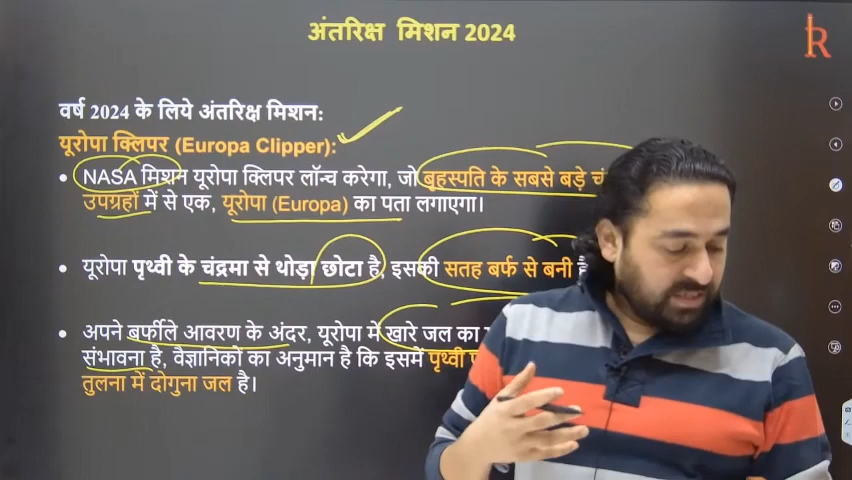 अंतरिक्ष मिशन 2024
R
वर्ष 2024 के लिये अंतरिक्ष मिशन:
यूरोपा क्लिपर (Europa Clipper):
• NASA मिशन यूरोपा क्लिपर लॉन्च करेगा, जो बृहस्पति के सबसे बड़े
उपग्रहों में से एक, यूरोपा (Europa) का पता लगाएगा।
• यूरोपा पृथ्वी के चंद्रमा से थोड़ा छोटा है, इसकी सतह बर्फ से बनी
• अपने बर्फीले आवरण के अंदर, यूरोपा में खारे जल का
संभावना है, वैज्ञानिकों का अनुमान है कि इसमें पृथ्वी
तुलना में दोगुना जल है।